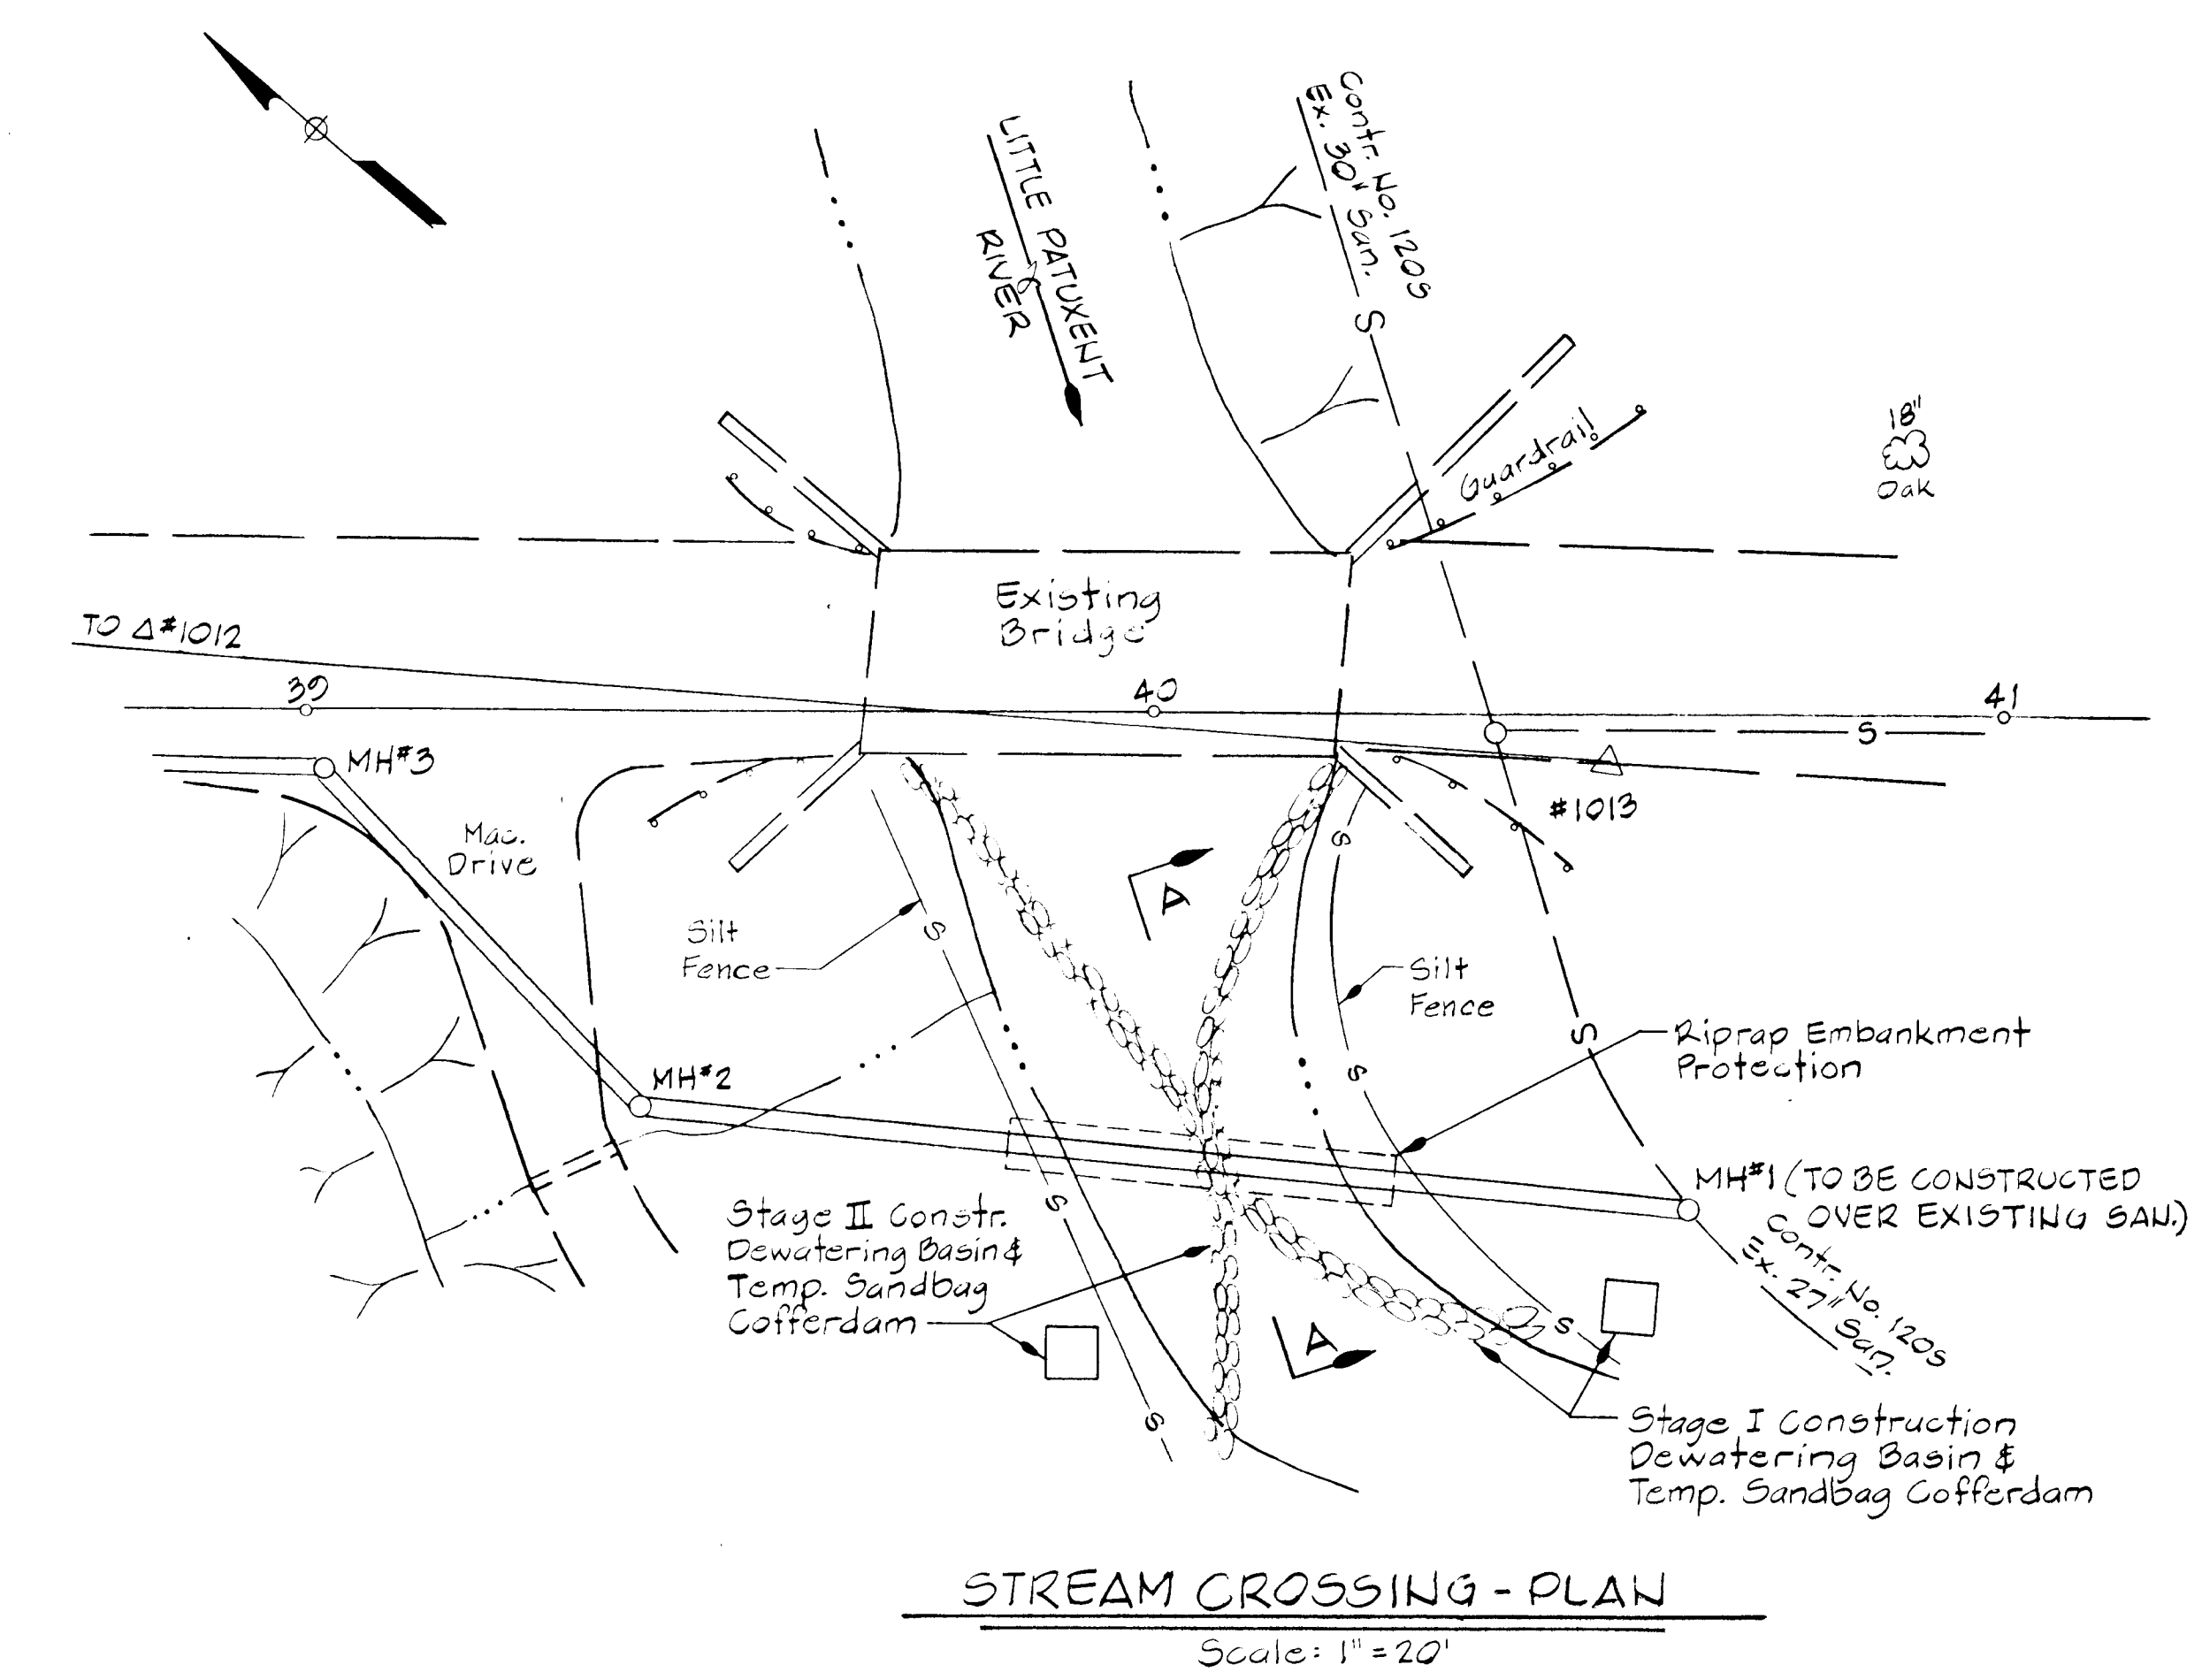 LITTLE PATUXENT
RIVER
Contr. No. 120S
Ex. 30" San.
S
18"
Oak
Guardrail
Existing
Bridge
TO Δ#1012
39
40
41
S
MH#3
#1013
Mac.
Drive
S
A
Silt
Fence
S
Silt
Fence
S
Riprap Embankment
Protection
S
MH#2
MH#1 (TO BE CONSTRUCTED
OVER EXISTING SAN.)
S
Contr. No. 120S
Ex. 27" San.
Stage II Constr.
Dewatering Basin &
Temp. Sandbag
Cofferdam
S
A
S
Stage I Construction
Dewatering Basin &
Temp. Sandbag Cofferdam
STREAM CROSSING - PLAN
Scale: 1" = 20'